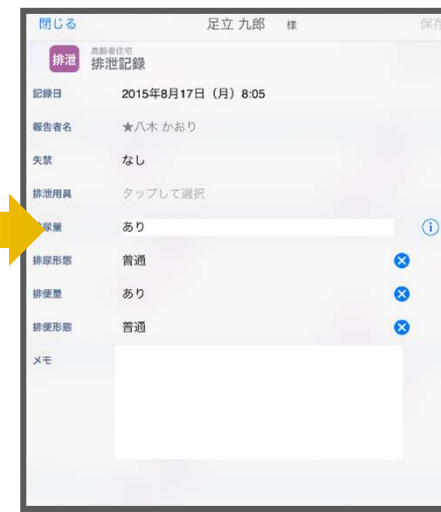 閉じる 足立 九郎 様 保存
排泄 高齢者住宅
排泄記録
記録日 2015年8月17日（月）8:05
報告者名 ★八木 かおり
失禁 なし
排泄用具 タップして選択
尿量 あり
排尿形態 普通
排便量 あり
排便形態 普通
メモ